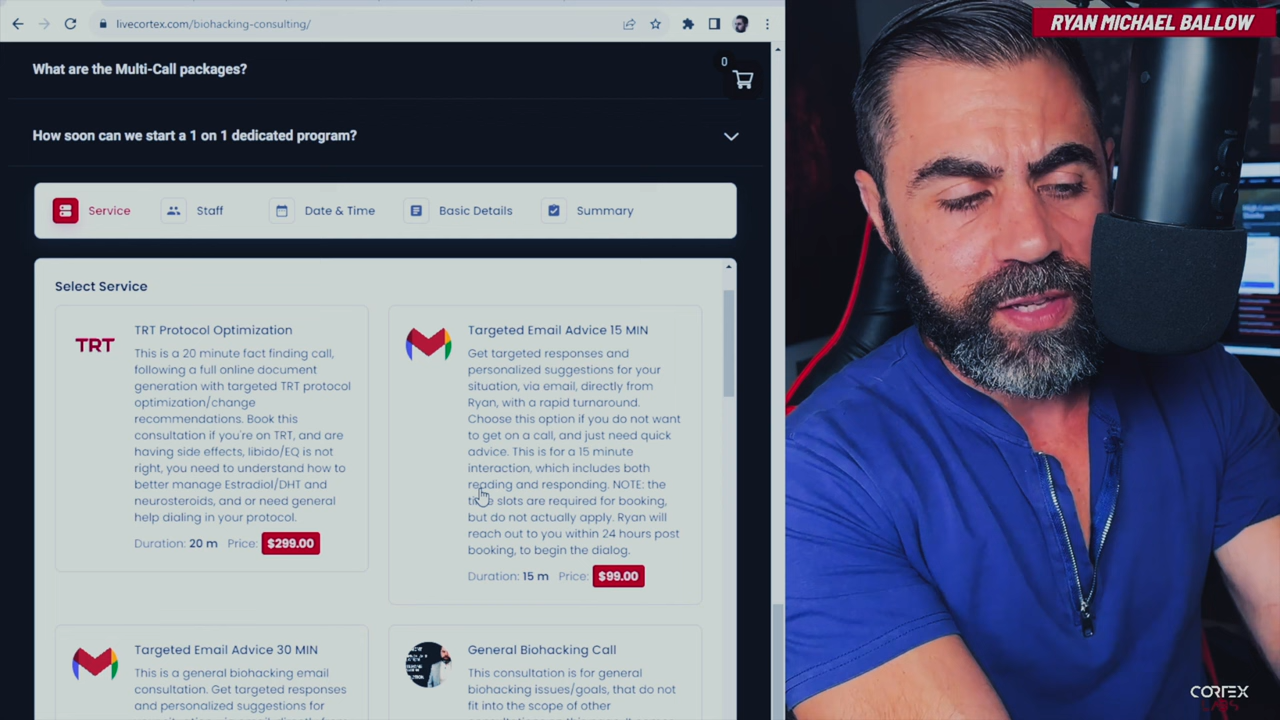 livecortex.com/biohacking-consulting/
RYAN MICHAEL BALLOW
What are the Multi-Call packages?
0
How soon can we start a 1 on 1 dedicated program?
Service
Staff
Date & Time
Basic Details
Summary
Select Service
TRT
TRT Protocol Optimization
This is a 20 minute fact finding call,
following a full online document
generation with targeted TRT protocol
optimization/change
recommendations. Book this
consultation if you're on TRT, and are
having side effects, libido/EQ is not
right, you need to understand how to
better manage Estradiol/DHT and
neurosteroids, and or need general
help dialing in your protocol.
Duration: 20 m Price: $299.00
Targeted Email Advice 15 MIN
Get targeted responses and
personalized suggestions for your
situation, via email, directly from
Ryan, with a rapid turnaround.
Choose this option if you do not want
to get on a call, and just need quick
advice. This is for a 15 minute
interaction, which includes both
reading and responding. NOTE: the
time slots are required for booking,
but do not actually apply. Ryan will
reach out to you within 24 hours post
booking, to begin the dialog.
Duration: 15 m Price: $99.00
Targeted Email Advice 30 MIN
This is a general biohacking email
consultation. Get targeted responses
and personalized suggestions for
General Biohacking Call
This consultation is for general
biohacking issues/goals, that do not
fit into the scope of other
CORTEX
LABS